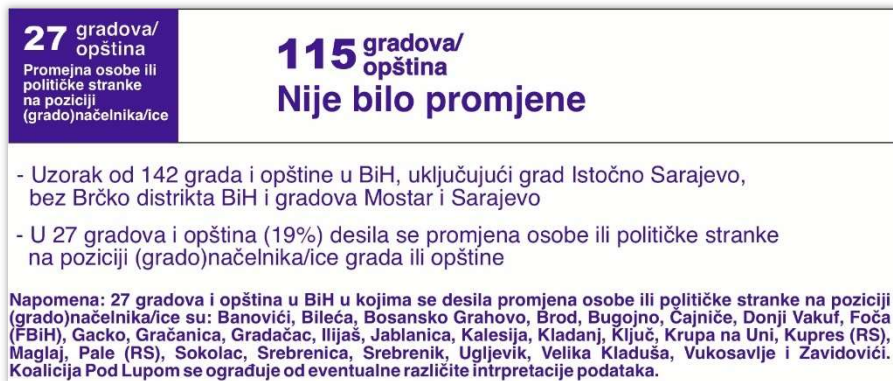 27 gradova/
opština
Promejna osobe ili
političke stranke
na poziciji
(grado)načelnika/ice
115 gradova/
opština
Nije bilo promjene
- Uzorak od 142 grada i opštine u BiH, uključujući grad Istočno Sarajevo,
bez Brčko distrikta BiH i gradova Mostar i Sarajevo
- U 27 gradova i opština (19%) desila se promjena osobe ili političke stranke
na poziciji (grado)načelnika/ice grada ili opštine
Napomena: 27 gradova i opština u BiH u kojima se desila promjena osobe ili političke stranke na poziciji
(grado)načelnika/ice su: Banovići, Bileća, Bosansko Grahovo, Brod, Bugojno, Čajniče, Donji Vakuf, Foča
(FBiH), Gacko, Gračanica, Gradačac, Ilijaš, Jablanica, Kalesija, Kladanj, Ključ, Krupa na Uni, Kupres (RS),
Maglaj, Pale (RS), Sokolac, Srebrenica, Srebrenik, Ugljevik, Velika Kladuša, Vukosavlje i Zavidovići.
Koalicija Pod Lupom se ograđuje od eventualne različite intrpretacije podataka.